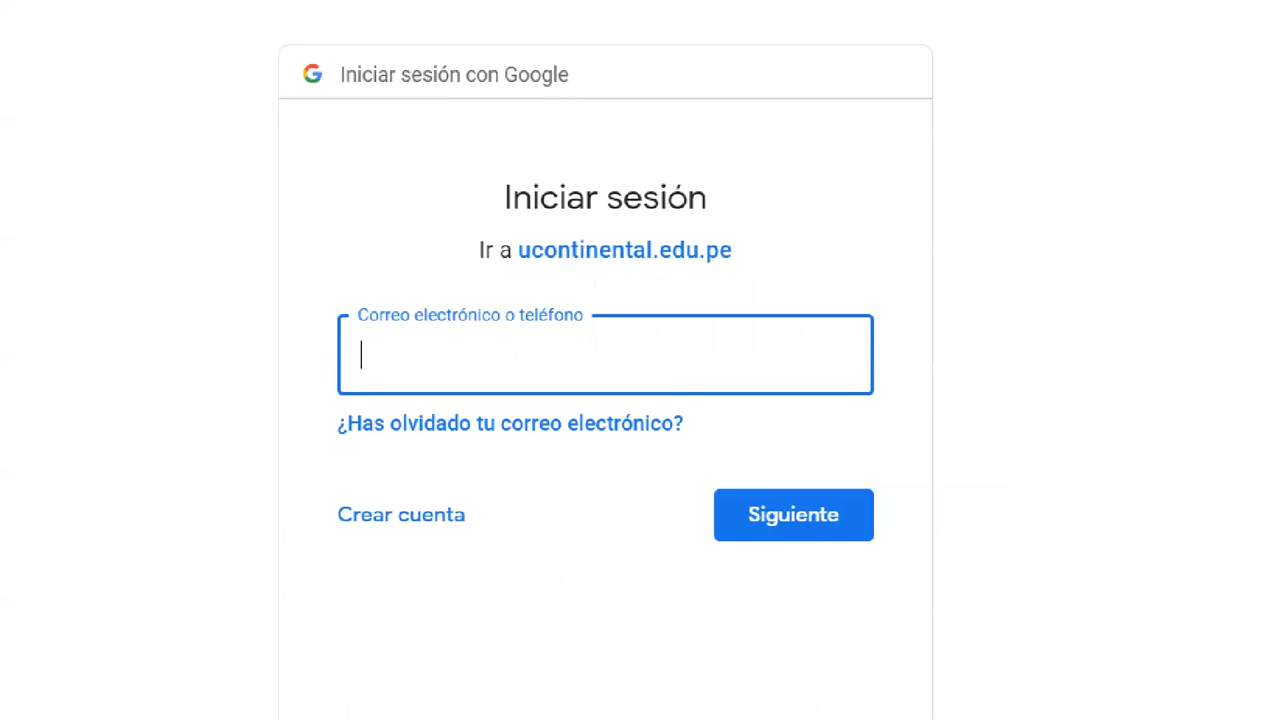 Iniciar sesión con Google
Iniciar sesión
Ir a ucontinental.edu.pe
Correo electrónico o teléfono
¿Has olvidado tu correo electrónico?
Crear cuenta
Siguiente